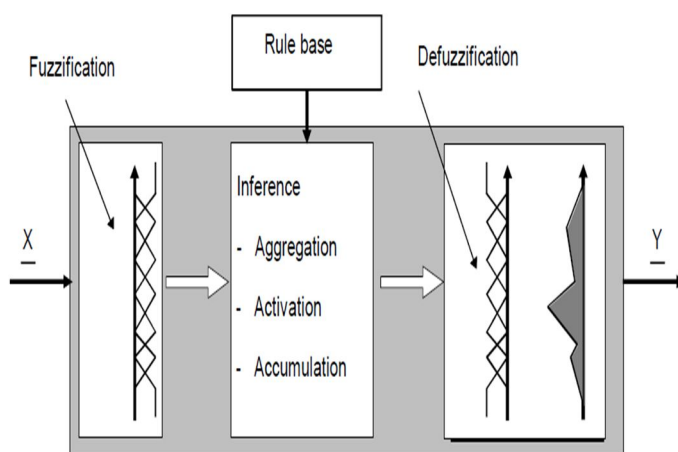 Rule base
Fuzzification
Defuzzification
Inference
- Aggregation
- Activation
- Accumulation
X
Y